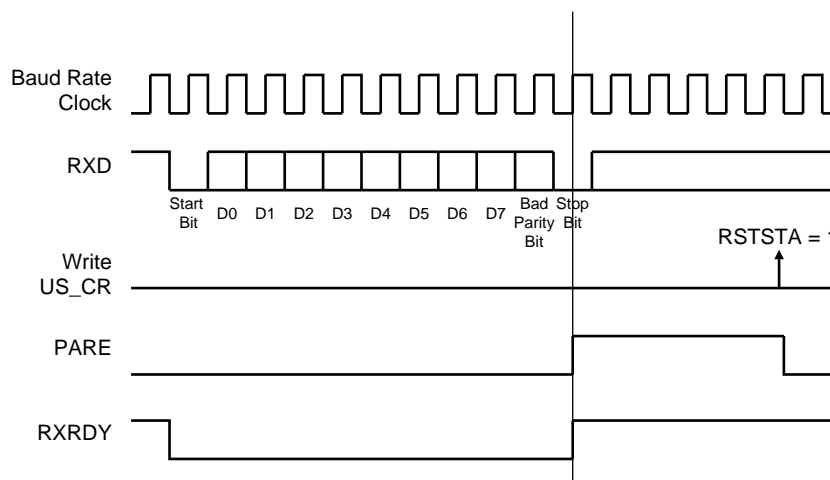 Baud Rate
Clock
RXD
Start
Bit
D0
D1
D2
D3
D4
D5
D6
D7
Bad
Parity
Bit
Stop
Bit
RSTSTA = 1
Write
US_CR
PARE
RXRDY